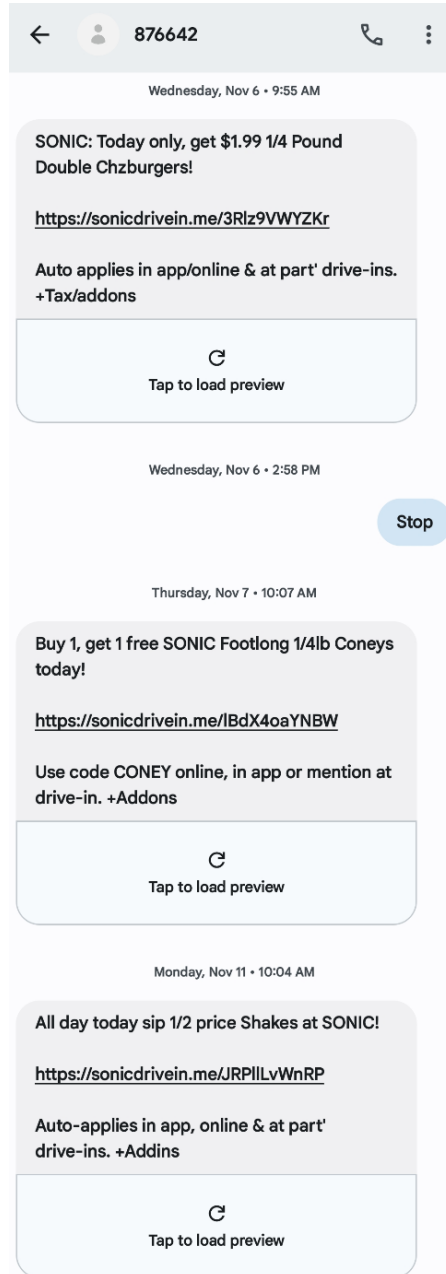 876642
Wednesday, Nov 6 • 9:55 AM
SONIC: Today only, get $1.99 1/4 Pound
Double Chzburgers!
https://sonicdrivein.me/3Rlz9VWYZKr
Auto applies in app/online & at part' drive-ins.
+Tax/addons
Tap to load preview
Wednesday, Nov 6 • 2:58 PM
Stop
Thursday, Nov 7 • 10:07 AM
Buy 1, get 1 free SONIC Footlong 1/4lb Coneys
today!
https://sonicdrivein.me/lBdX4oaYNBW
Use code CONEY online, in app or mention at
drive-in. +Addons
Tap to load preview
Monday, Nov 11 • 10:04 AM
All day today sip 1/2 price Shakes at SONIC!
https://sonicdrivein.me/JRPllLvWnRP
Auto-applies in app, online & at part'
drive-ins. +Addins
Tap to load preview